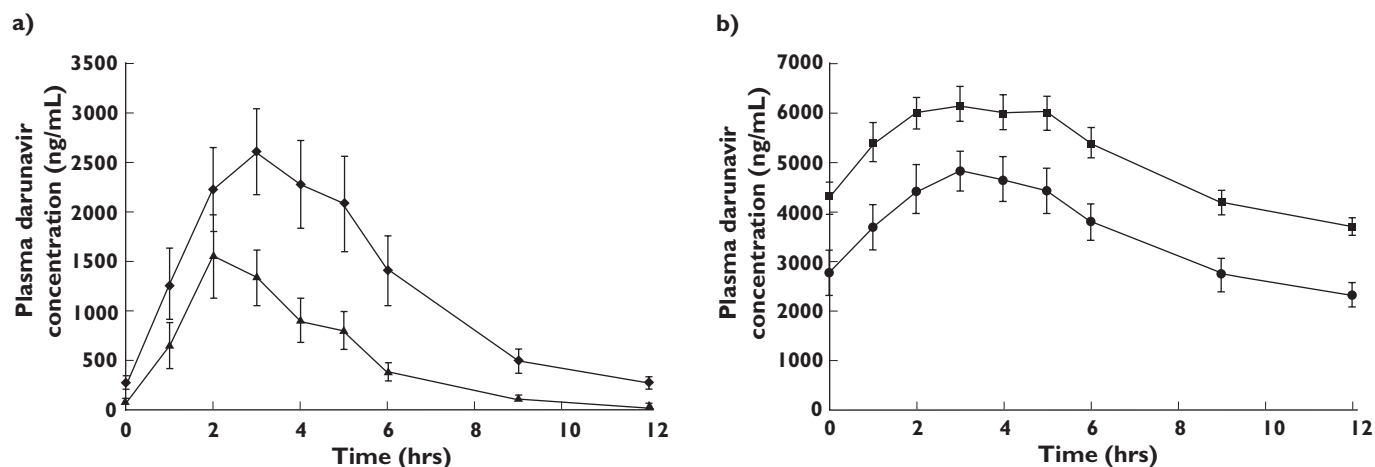 a)
Plasma darunavir
concentration (ng/mL)
3500
3000
2500
2000
1500
1000
500
0
0 2 4 6 8 10 12
Time (hrs)
b)
Plasma darunavir
concentration (ng/mL)
7000
6000
5000
4000
3000
2000
1000
0
0 2 4 6 8 10 12
Time (hrs)